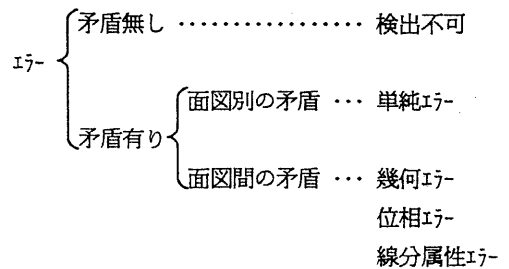 矛盾無し ・・・・・・・・・・・・・・・・・ 検出不可
ｴﾗｰ
面図別の矛盾 ・・・ 単純ｴﾗｰ
矛盾有り
面図間の矛盾 ・・・ 幾何ｴﾗｰ
位相ｴﾗｰ
線分属性ｴﾗｰ